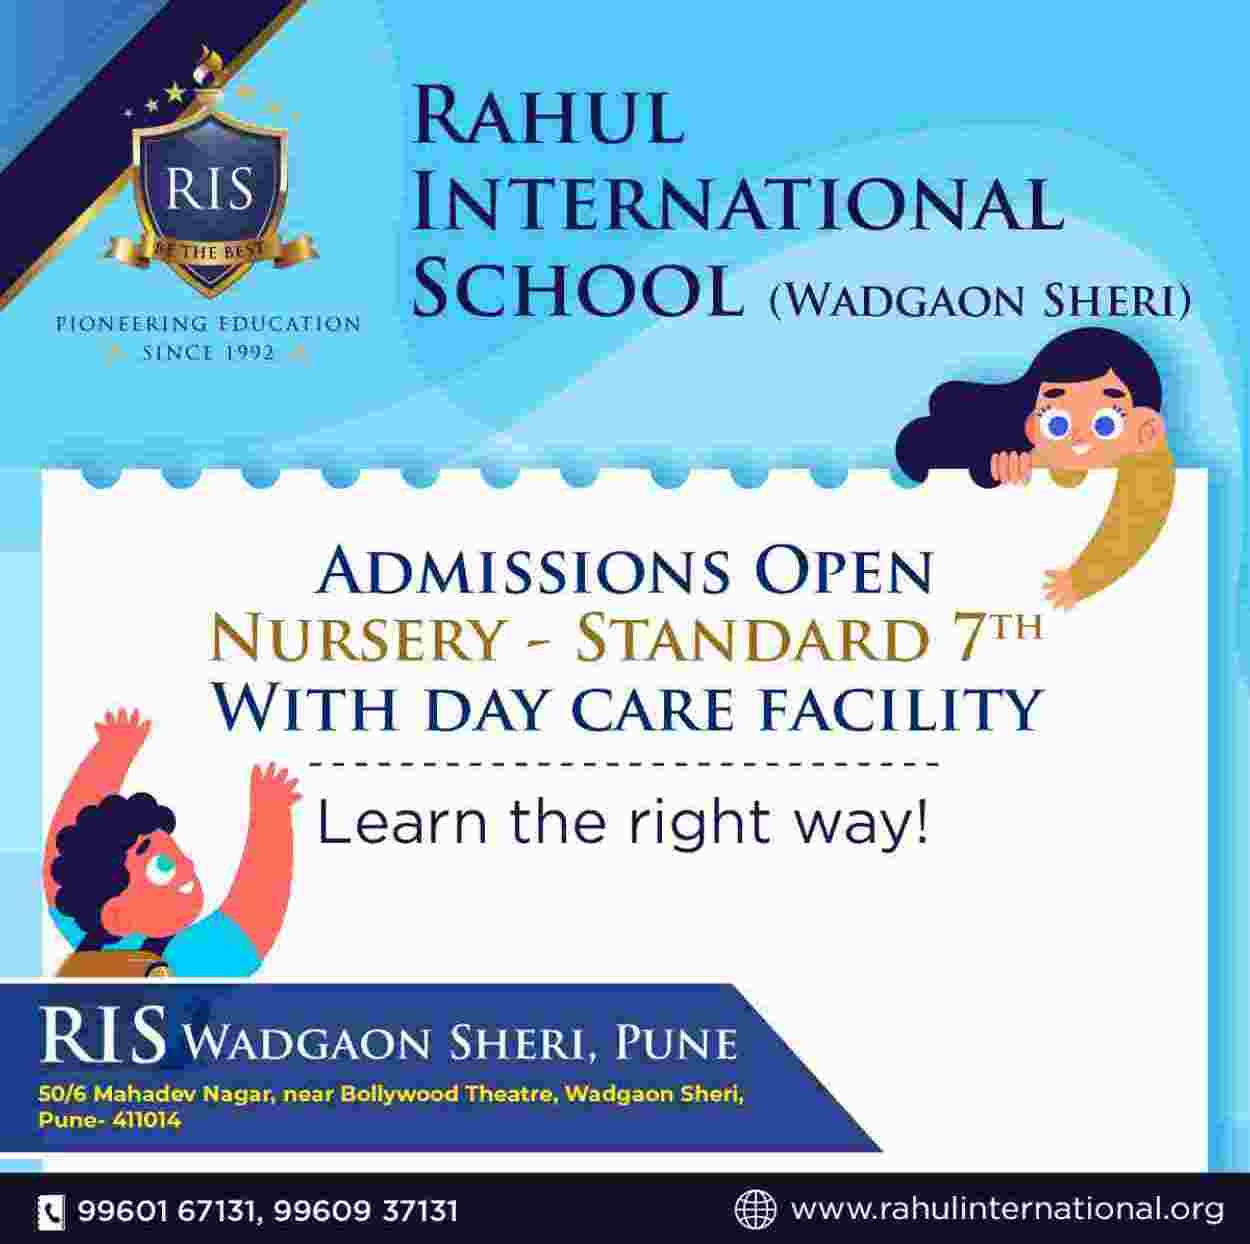 RIS
BE THE BEST
PIONEERING EDUCATION
SINCE 1992
RAHUL
INTERNATIONAL
SCHOOL (WADGAON SHERI)
ADMISSIONS OPEN
NURSERY - STANDARD 7TH
WITH DAY CARE FACILITY
Learn the right way!
RIS WADGAON SHERI, PUNE
50/6 Mahadev Nagar, near Bollywood Theatre, Wadgaon Sheri,
Pune- 411014
99601 67131, 99609 37131
www.rahulinternational.org